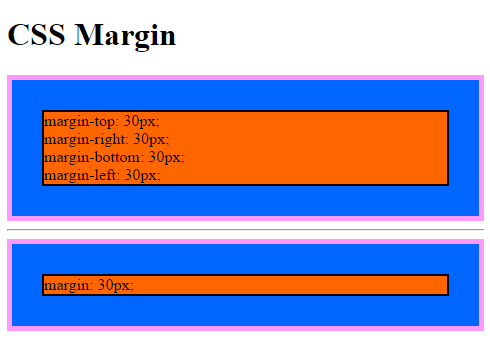 CSS Margin
margin-top: 30px;
margin-right: 30px;
margin-bottom: 30px;
margin-left: 30px;
margin: 30px;